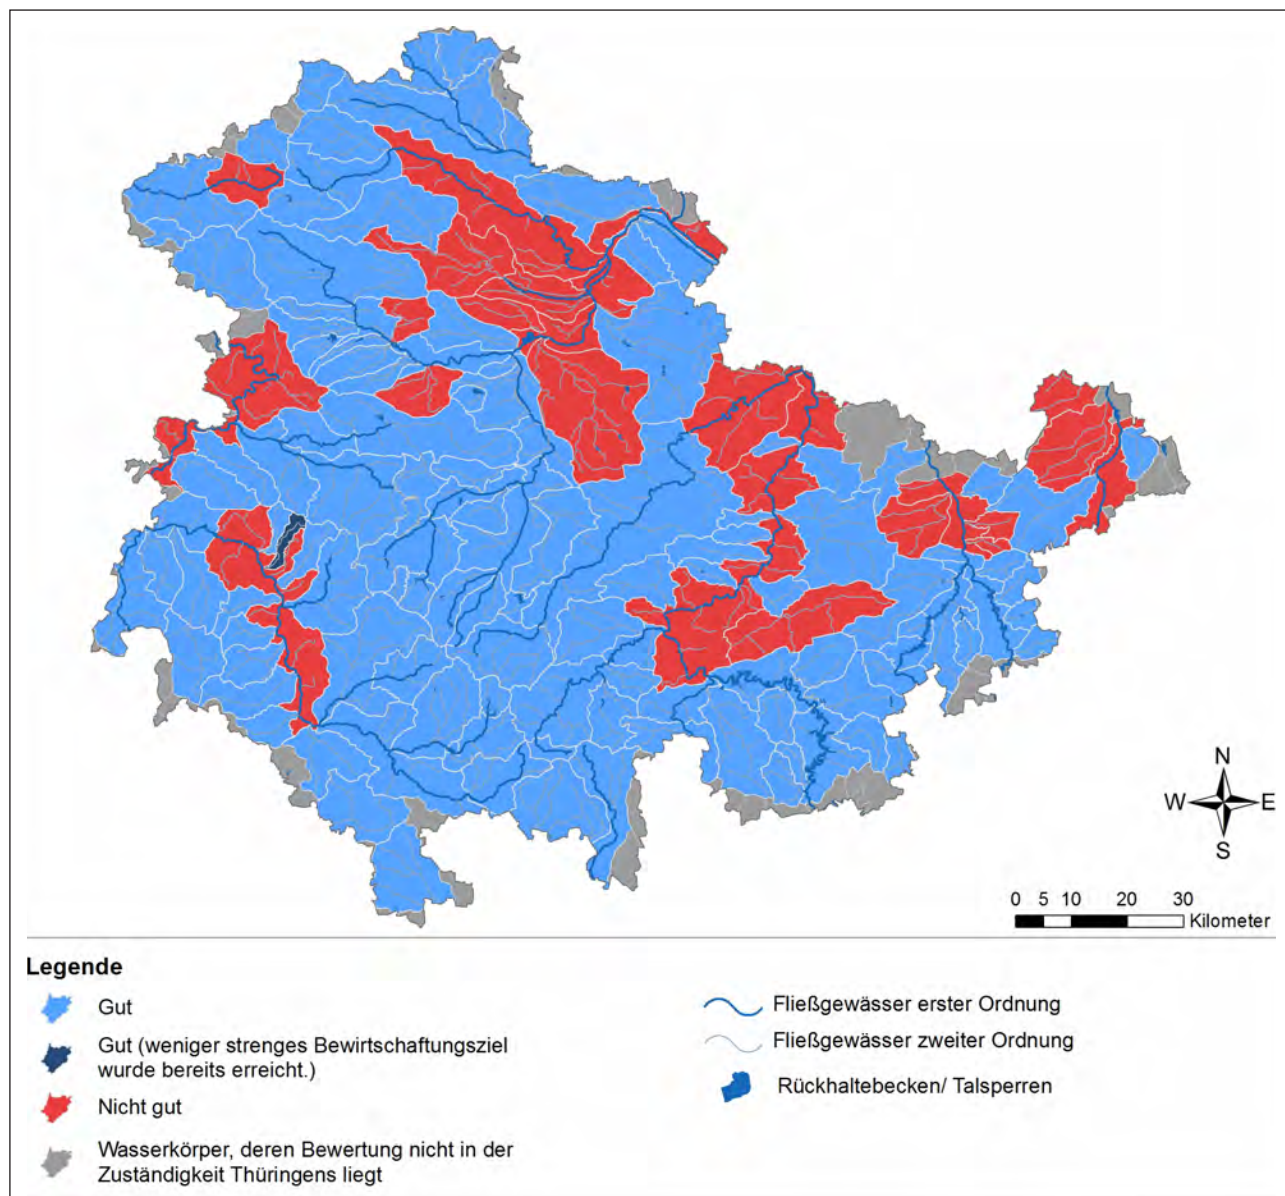 N
W E
S
0 5 10 20 30
Kilometer
Legende
Gut
Gut (weniger strenges Bewirtschaftungsziel
wurde bereits erreicht.)
Nicht gut
Wasserkörper, deren Bewertung nicht in der
Zuständigkeit Thüringens liegt
Fließgewässer erster Ordnung
Fließgewässer zweiter Ordnung
Rückhaltebecken/ Talsperren